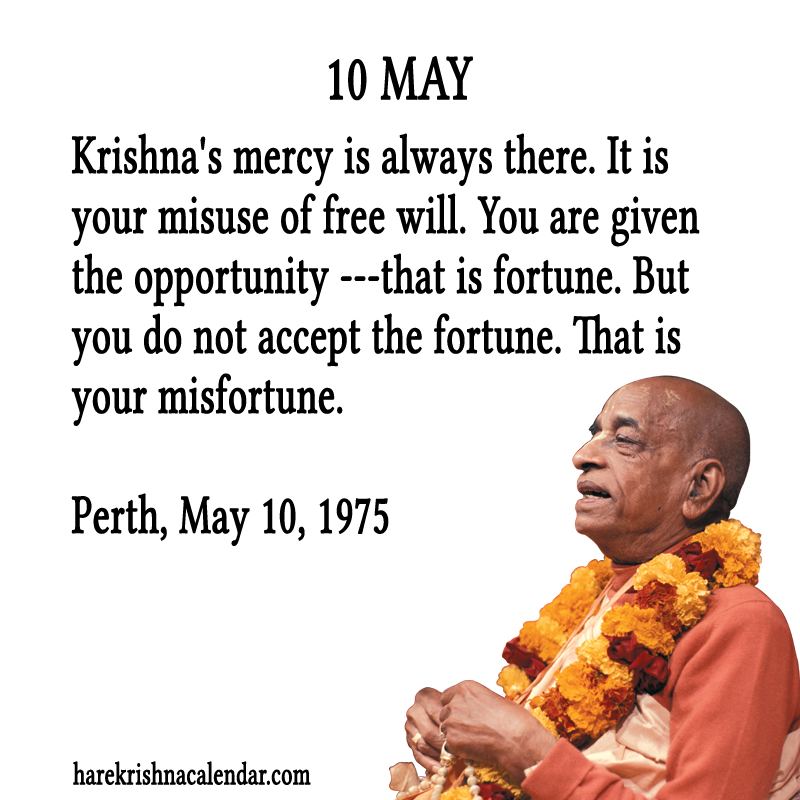 10 MAY
Krishna's mercy is always there. It is
your misuse of free will. You are given
the opportunity ---that is fortune. But
you do not accept the fortune. That is
your misfortune.
Perth, May 10, 1975
harekrishnacalendar.com